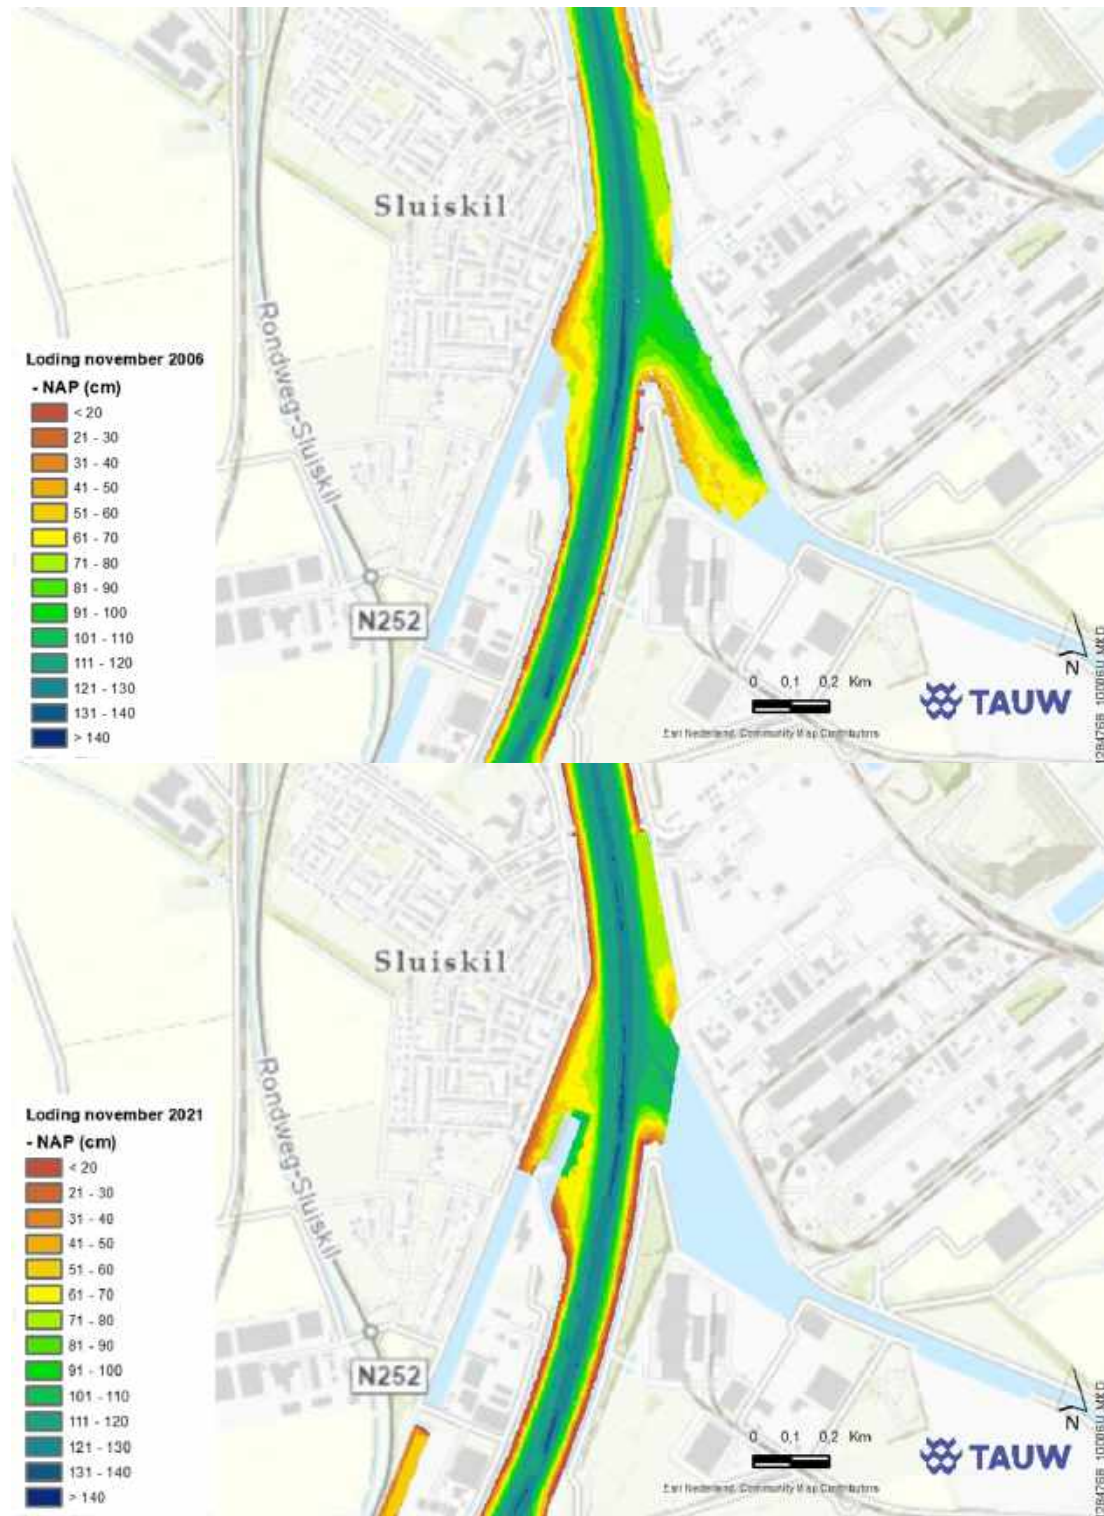 Sluiskil
Rondweg-Sluiskil
Loding november 2006
- NAP (cm)
< 20
21 - 30
31 - 40
41 - 50
51 - 60
61 - 70
71 - 80
81 - 90
91 - 100
101 - 110
111 - 120
121 - 130
131 - 140
> 140
N252
0 0,1 0,2 Km
N
TAUW
Esri Nederland, Community Map Contributors
Sluiskil
Rondweg-Sluiskil
Loding november 2021
- NAP (cm)
< 20
21 - 30
31 - 40
41 - 50
51 - 60
61 - 70
71 - 80
81 - 90
91 - 100
101 - 110
111 - 120
121 - 130
131 - 140
> 140
N252
0 0,1 0,2 Km
N
TAUW
Esri Nederland, Community Map Contributors